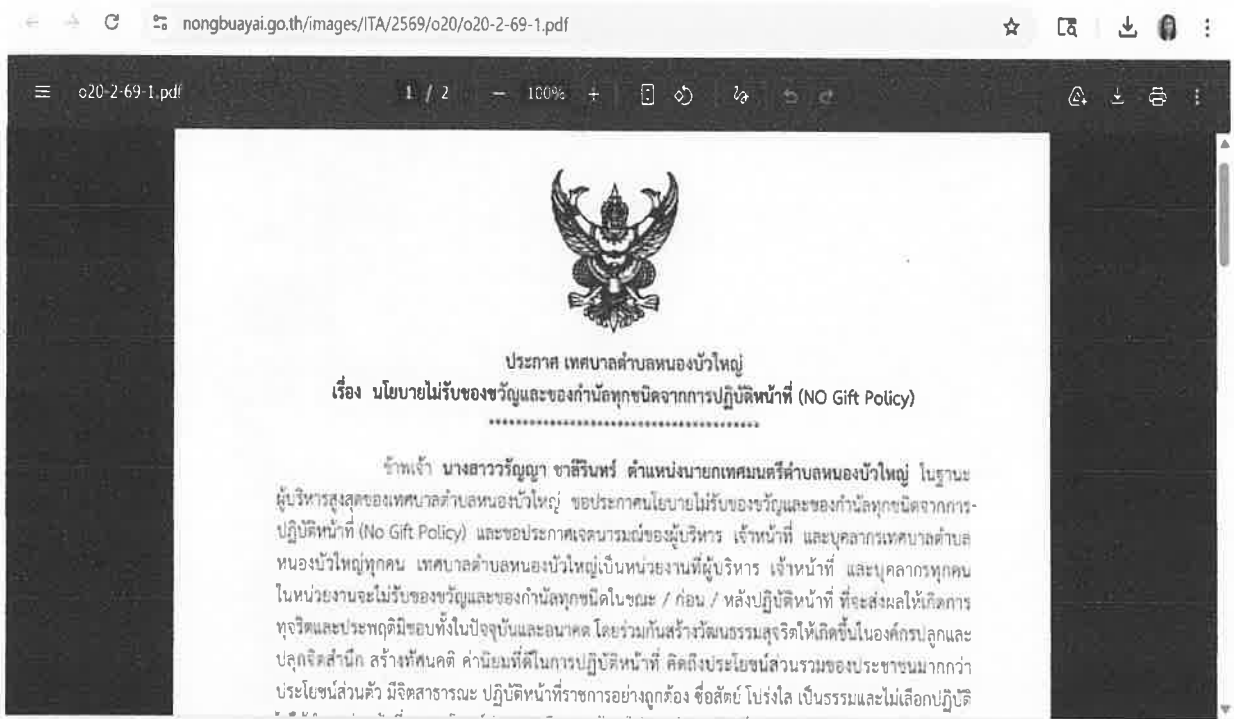 nongbuayai.go.th/images/ITA/2569/o20/o20-2-69-1.pdf
o20-2-69-1.pdf
1 / 2
100%
ประกาศ เทศบาลตำบลหนองบัวใหญ่
เรื่อง นโยบายไม่รับของขวัญและของกำนัลทุกชนิดจากการปฏิบัติหน้าที่ (NO Gift Policy)
****************************************
ข้าพเจ้า นางสาววรัญญา ชาลีรินทร์ ตำแหน่งนายกเทศมนตรีตำบลหนองบัวใหญ่ ในฐานะ
ผู้บริหารสูงสุดของเทศบาลตำบลหนองบัวใหญ่ ขอประกาศนโยบายไม่รับของขวัญและของกำนัลทุกชนิดจากการ-
ปฏิบัติหน้าที่ (No Gift Policy) และขอประกาศเจตนารมณ์ของผู้บริหาร เจ้าหน้าที่ และบุคลากรเทศบาลตำบล
หนองบัวใหญ่ทุกคน เทศบาลตำบลหนองบัวใหญ่เป็นหน่วยงานที่ผู้บริหาร เจ้าหน้าที่ และบุคลากรทุกคน
ในหน่วยงานจะไม่รับของขวัญและของกำนัลทุกชนิดในขณะ / ก่อน / หลังปฏิบัติหน้าที่ ที่จะส่งผลให้เกิดการ
ทุจริตและประพฤติมิชอบทั้งในปัจจุบันและอนาคต โดยร่วมกันสร้างวัฒนธรรมสุจริตให้เกิดขึ้นในองค์กรปลูกและ
ปลุกจิตสำนึก สร้างทัศนคติ ค่านิยมที่ดีในการปฏิบัติหน้าที่ คิดถึงประโยชน์ส่วนรวมของประชาชนมากกว่า
ประโยชน์ส่วนตัว มีจิตสาธารณะ ปฏิบัติหน้าที่ราชการอย่างถูกต้อง ซื่อสัตย์ โปร่งใส เป็นธรรมและไม่เลือกปฏิบัติ